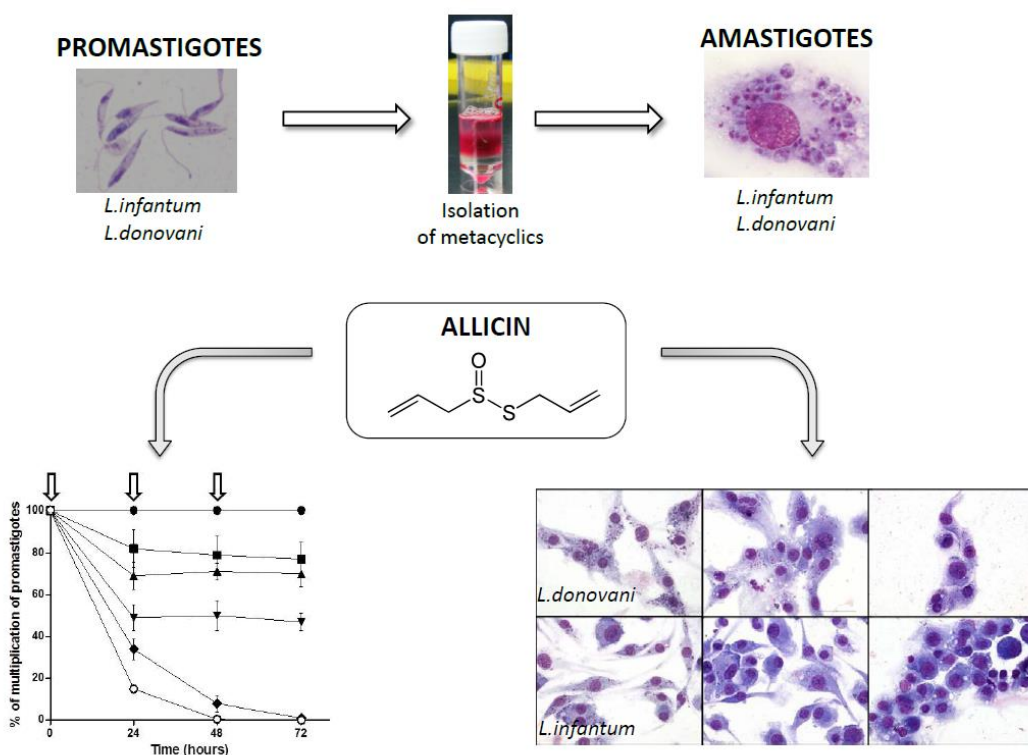 PROMASTIGOTES
L.infantum
L.donovani
Isolation
of metacyclics
AMASTIGOTES
L.infantum
L.donovani
ALLICIN
O
S
S
% of multiplication of promastigotes
100
80
60
40
20
0
0
24
48
72
Time (hours)
L.donovani
L.infantum